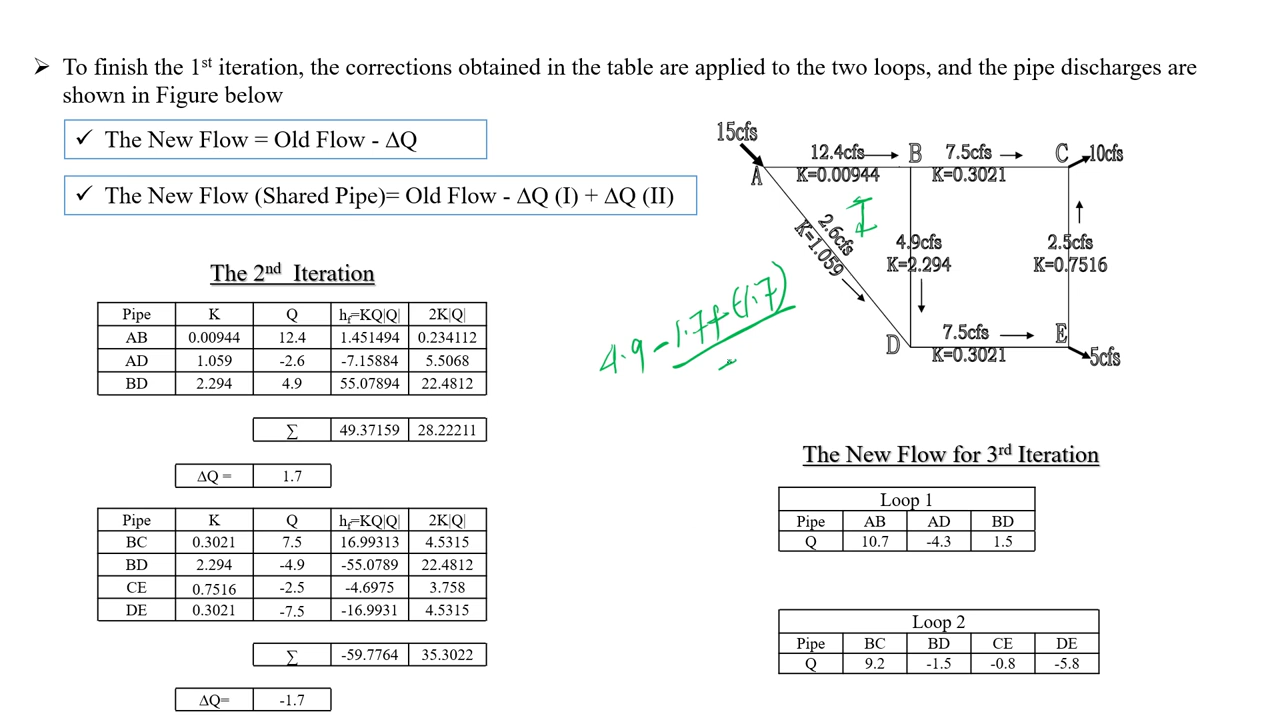 ➢ To finish the 1st iteration, the corrections obtained in the table are applied to the two loops, and the pipe discharges are
shown in Figure below
✓ The New Flow = Old Flow - ΔQ
✓ The New Flow (Shared Pipe)= Old Flow - ΔQ (I) + ΔQ (II)
15cfs
12.4cfs B 7.5cfs C 10cfs
A K=0.00944 K=0.3021
I
2.6cfs
K=1.059
4.9cfs 2.5cfs
K=2.294 K=0.7516
D 7.5cfs E
K=0.3021 5cfs
4.9 - 1.7 + (-1.7)
The 2nd Iteration
Pipe K Q hf=KQ|Q| 2K|Q|
AB 0.00944 12.4 1.451494 0.234112
AD 1.059 -2.6 -7.15884 5.5068
BD 2.294 4.9 55.07894 22.4812
∑ 49.37159 28.22211
ΔQ = 1.7
Pipe K Q hf=KQ|Q| 2K|Q|
BC 0.3021 7.5 16.99313 4.5315
BD 2.294 -4.9 -55.0789 22.4812
CE 0.7516 -2.5 -4.6975 3.758
DE 0.3021 -7.5 -16.9931 4.5315
∑ -59.7764 35.3022
ΔQ= -1.7
The New Flow for 3rd Iteration
Loop 1
Pipe AB AD BD
Q 10.7 -4.3 1.5
Loop 2
Pipe BC BD CE DE
Q 9.2 -1.5 -0.8 -5.8